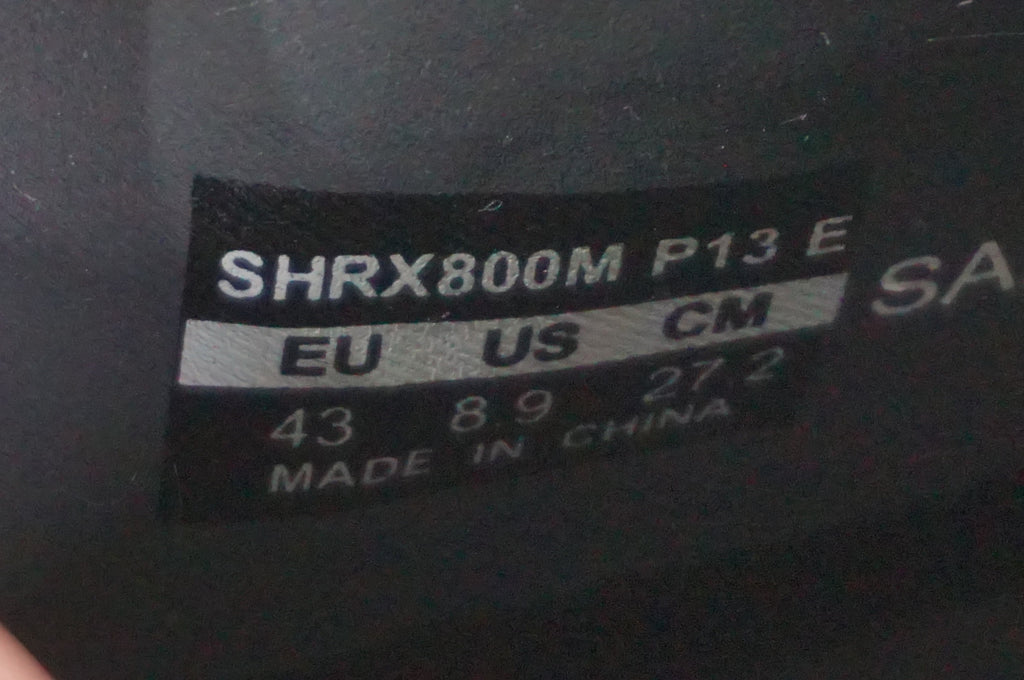 SHRX800M P13 E
EU US CM
43 8.9 27.2
MADE IN CHINA
SA